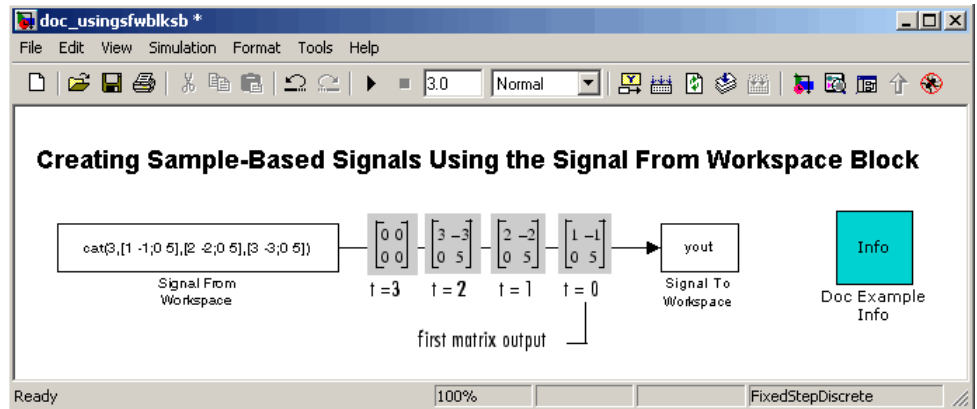 doc_usingsfwblksb *
File Edit View Simulation Format Tools Help
3.0 Normal
Creating Sample-Based Signals Using the Signal From Workspace Block
cat(3,[1 -1;0 5],[2 -2;0 5],[3 -3;0 5])
0 0 3 -3 2 -2 1 -1
0 0 0 5 0 5 0 5
yout
Info
Signal From
Workspace
t =3 t = 2 t = 1 t = 0
Signal To
Workspace
Doc Example
Info
first matrix output
Ready 100% FixedStepDiscrete